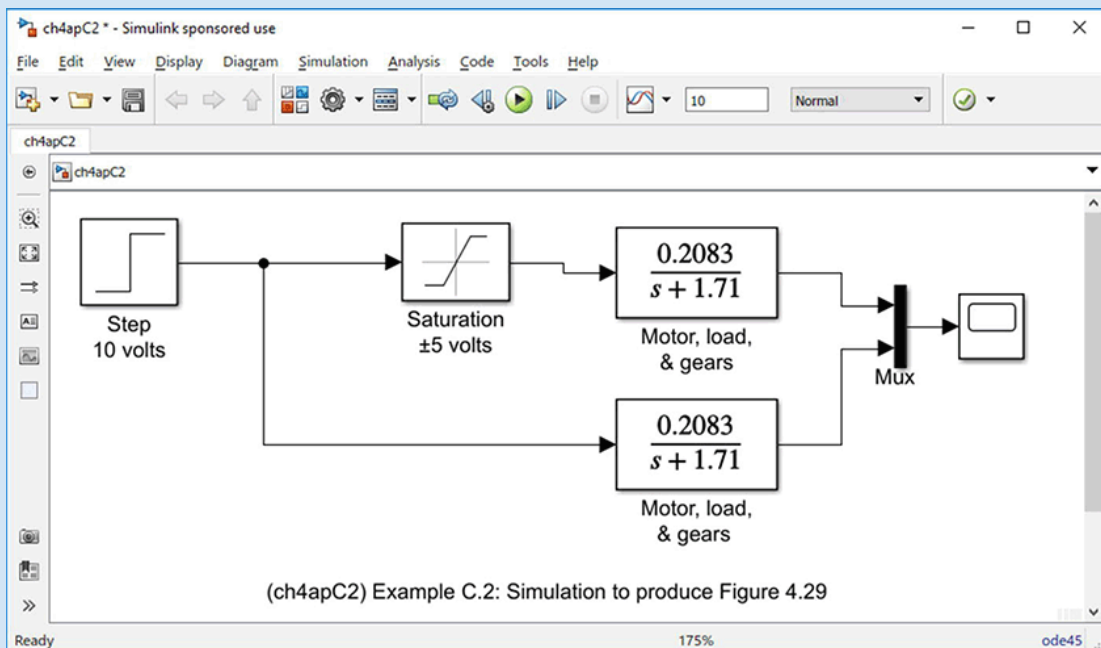 ch4apC2 * - Simulink sponsored use
File Edit View Display Diagram Simulation Analysis Code Tools Help
10 Normal
ch4apC2
ch4apC2
Step
10 volts
Saturation
±5 volts
0.2083
s + 1.71
Motor, load,
& gears
Mux
0.2083
s + 1.71
Motor, load,
& gears
(ch4apC2) Example C.2: Simulation to produce Figure 4.29
Ready 175% ode45